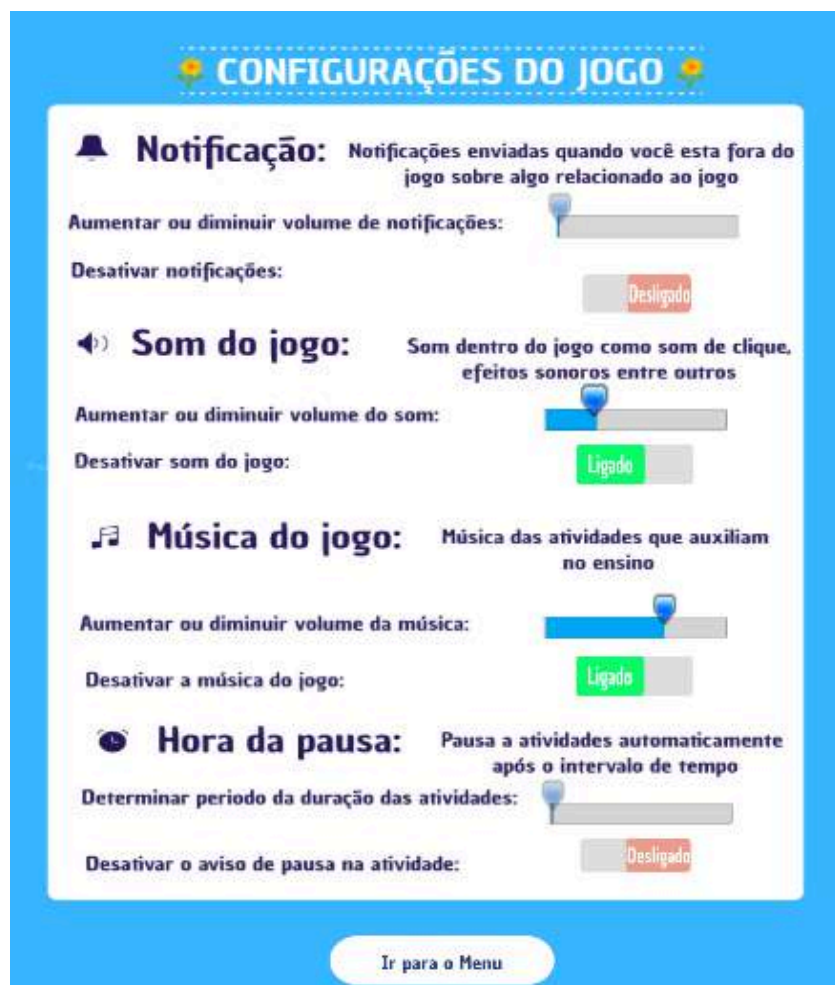 CONFIGURAÇÕES DO JOGO
Notificação:
Notificações enviadas quando você esta fora do
jogo sobre algo relacionado ao jogo
Aumentar ou diminuir volume de notificações:
Desativar notificações:
Desligado
Som do jogo:
Som dentro do jogo como som de clique,
efeitos sonoros entre outros
Aumentar ou diminuir volume do som:
Desativar som do jogo:
Ligado
Música do jogo:
Música das atividades que auxiliam
no ensino
Aumentar ou diminuir volume da música:
Desativar a música do jogo:
Ligado
Hora da pausa:
Pausa a atividades automaticamente
após o intervalo de tempo
Determinar periodo da duração das atividades:
Desativar o aviso de pausa na atividade:
Desligado
Ir para o Menu